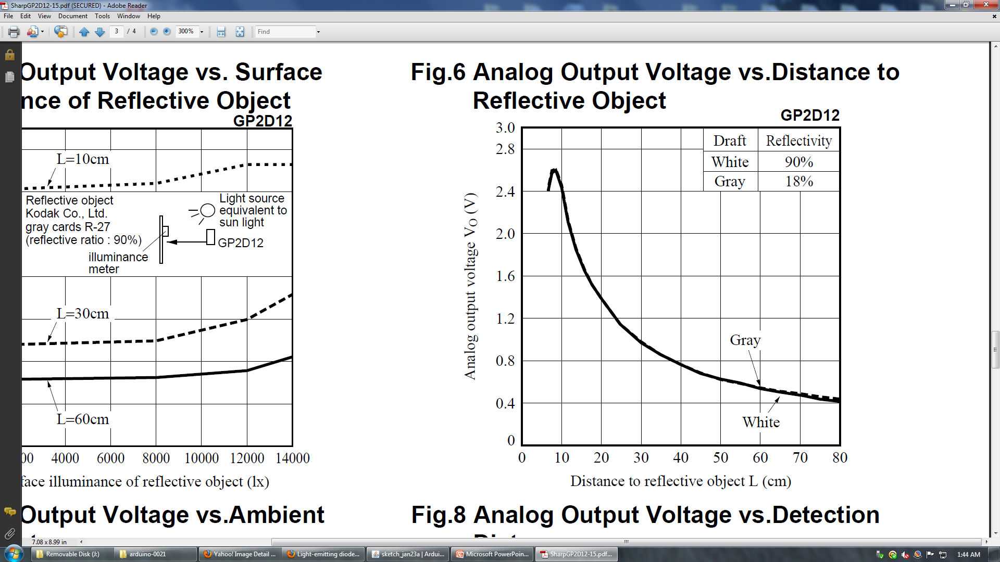 SharpGP2D12-15.pdf (SECURED) - Adobe Reader
File Edit View Document Tools Window Help
3 / 4 300% Find
Output Voltage vs. Surface
nce of Reflective Object
GP2D12
L=10cm
Reflective object
Kodak Co., Ltd.
gray cards R-27
(reflective ratio : 90%)
Light source
equivalent to
sun light
GP2D12
illuminance
meter
L=30cm
L=60cm
00 4000 6000 8000 10000 12000 14000
face illuminance of reflective object (lx)
Fig.6 Analog Output Voltage vs.Distance to
Reflective Object
GP2D12
Draft Reflectivity
White 90%
Gray 18%
3.0
2.8
2.4
2.0
1.6
1.2
0.8
0.4
0
Analog output voltage VO (V)
Gray
White
0 10 20 30 40 50 60 70 80
Distance to reflective object L (cm)
Output Voltage vs.Ambient
Fig.8 Analog Output Voltage vs.Detection
7.08 x 8.99 in
Removable Disk (J:) arduino-0021 Yahoo! Image Detail ... Light-emitting diode... sketch_jan23a | Ardui... Microsoft PowerPoin... SharpGP2D12-15.pdf... 1:44 AM